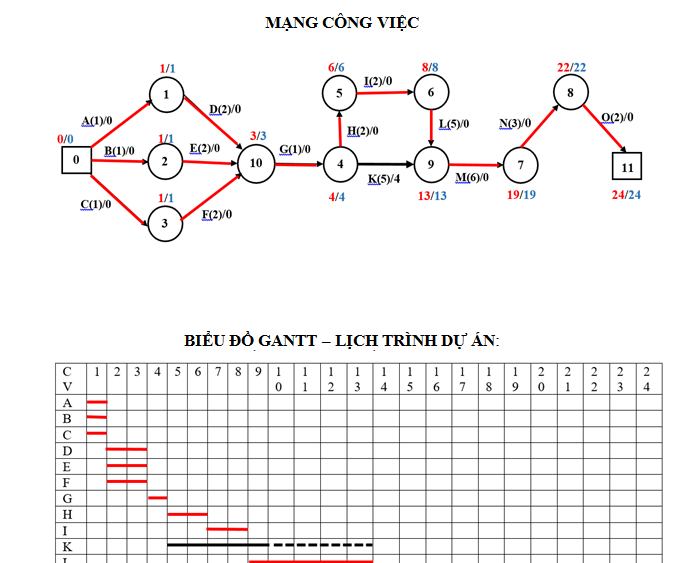 MẠNG CÔNG VIỆC
6/6 8/8 22/22
1/1 I(2)/0
5 6 8
1
D(2)/0
A(1)/0 H(2)/0 L(5)/0 N(3)/0 O(2)/0
0/0 1/1 3/3
B(1)/0 E(2)/0 G(1)/0
0 2 10 4 9 7 11
K(5)/4 M(6)/0
1/1 4/4 13/13 19/19 24/24
C(1)/0
3 F(2)/0
BIỂU ĐỒ GANTT – LỊCH TRÌNH DỰ ÁN:
CV 1 2 3 4 5 6 7 8 9 10 11 12 13 14 15 16 17 18 19 20 21 22 23 24
A
B
C
D
E
F
G
H
I
K